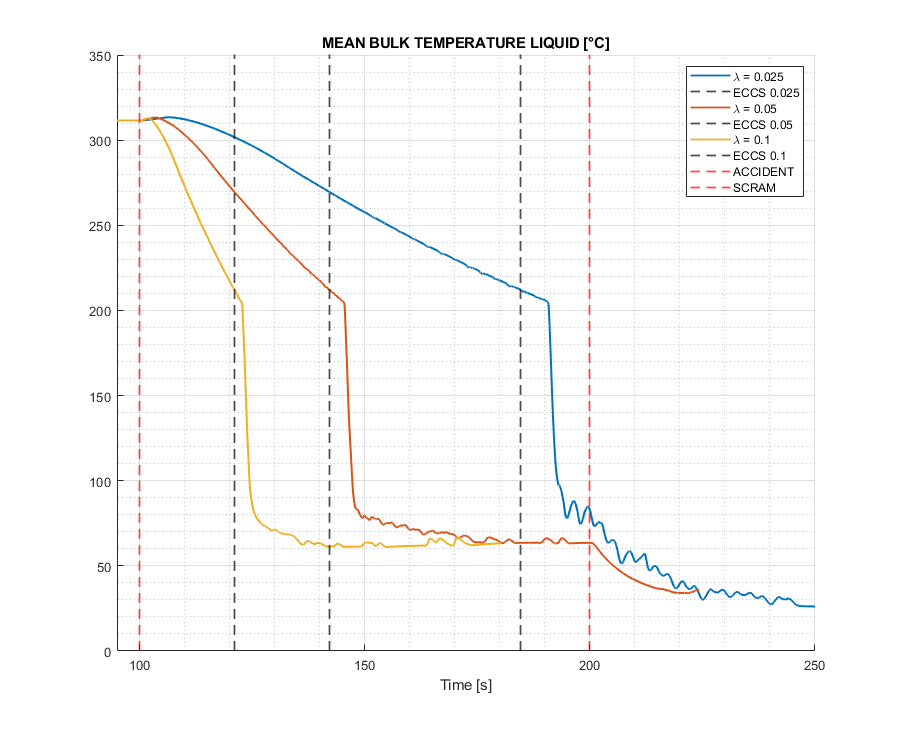 MEAN BULK TEMPERATURE LIQUID [°C]
350
300
250
200
150
100
50
0
100
150
200
250
Time [s]
λ = 0.025
ECCS 0.025
λ = 0.05
ECCS 0.05
λ = 0.1
ECCS 0.1
ACCIDENT
SCRAM